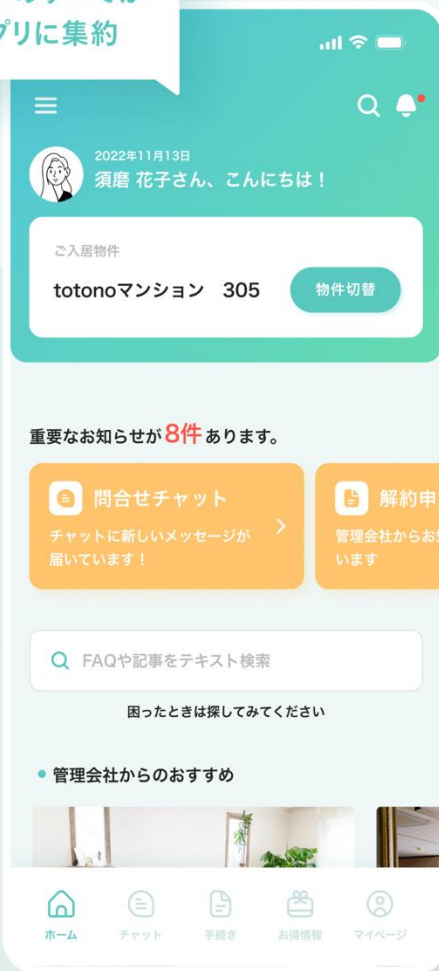 プリに集約
2022年11月13日
須磨 花子さん、こんにちは！
ご入居物件
totonoマンション 305
物件切替
重要なお知らせが8件あります。
問合せチャット
チャットに新しいメッセージが
届いています！
解約申
管理会社からお
います
FAQや記事をテキスト検索
困ったときは探してみてください
管理会社からのおすすめ
ホーム
チャット
手続き
お得情報
マイページ